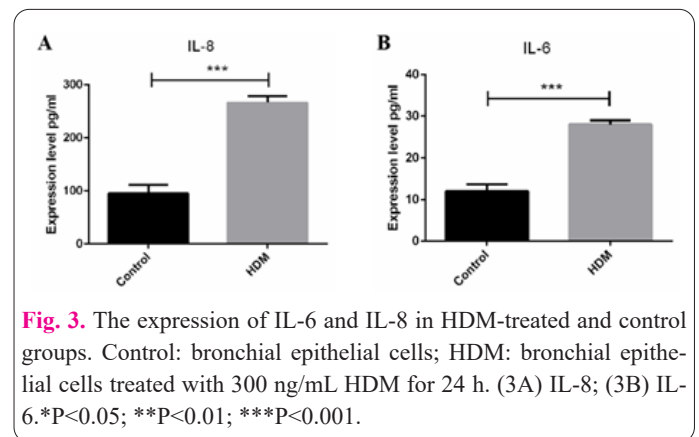 A
IL-8
***
Expression level pg/ml
300
200
100
0
Control
HDM
B
IL-6
***
Expression level pg/ml
40
30
20
10
0
Control
HDM
Fig. 3. The expression of IL-6 and IL-8 in HDM-treated and control
groups. Control: bronchial epithelial cells; HDM: bronchial epithe-
lial cells treated with 300 ng/mL HDM for 24 h. (3A) IL-8; (3B) IL-
6.*P<0.05; **P<0.01; ***P<0.001.